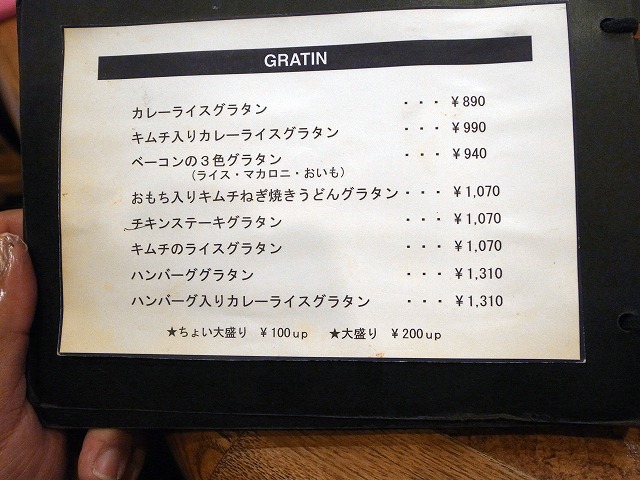 GRATIN
カレーライスグラタン ・・・ ¥890
キムチ入りカレーライスグラタン ・・・ ¥990
ベーコンの3色グラタン ・・・ ¥940
(ライス・マカロニ・おいも)
おもち入りキムチねぎ焼きうどんグラタン・・・ ¥1,070
チキンステーキグラタン ・・・ ¥1,070
キムチのライスグラタン ・・・ ¥1,070
ハンバーググラタン ・・・ ¥1,310
ハンバーグ入りカレーライスグラタン ・・・ ¥1,310
★ちょい大盛り ¥100up ★大盛り ¥200up